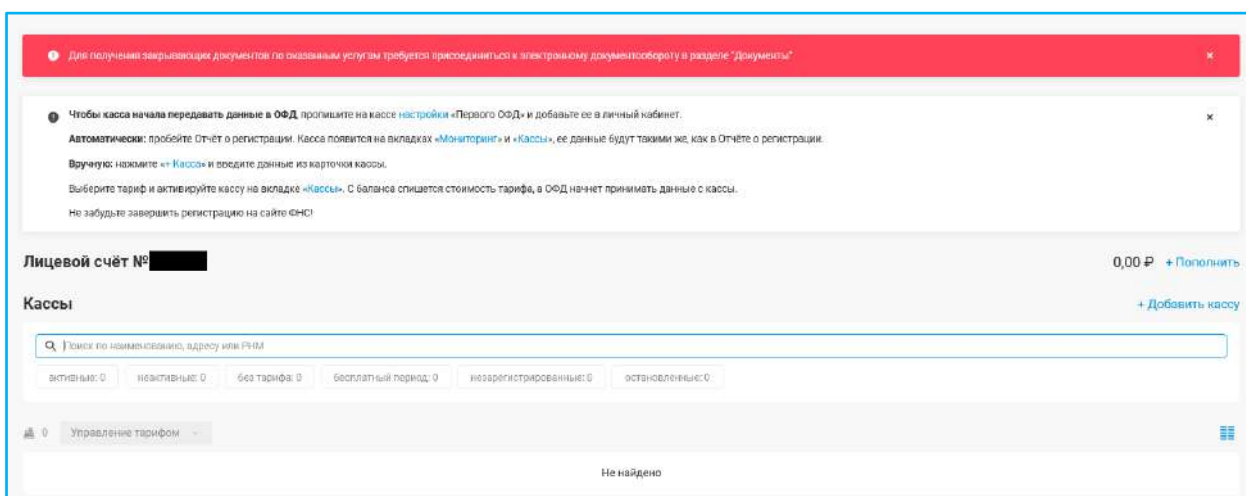 Для получения закрывающих документов по оказанным услугам требуется присоединиться к электронному документообороту в разделе "Документы"
Чтобы касса начала передавать данные в ОФД, пропишите на кассе настройки «Первого ОФД» и добавьте ее в личный кабинет.
Автоматически: пробейте Отчёт о регистрации. Касса появится на вкладках «Мониторинг» и «Кассы», ее данные будут такими же, как в Отчёте о регистрации.
Вручную: нажмите «+ Касса» и введите данные из карточки кассы.
Выберите тариф и активируйте кассу на вкладке «Кассы». С баланса спишется стоимость тарифа, а ОФД начнет принимать данные с кассы.
Не забудьте завершить регистрацию на сайте ФНС!
Лицевой счёт №
0,00 ₽ + Пополнить
Кассы
+ Добавить кассу
Поиск по наименованию, адресу или РНМ
активные: 0 неактивные: 0 без тарифа: 0 бесплатный период: 0 незарегистрированные: 0 остановленные: 0
0 Управление тарифом
Не найдено